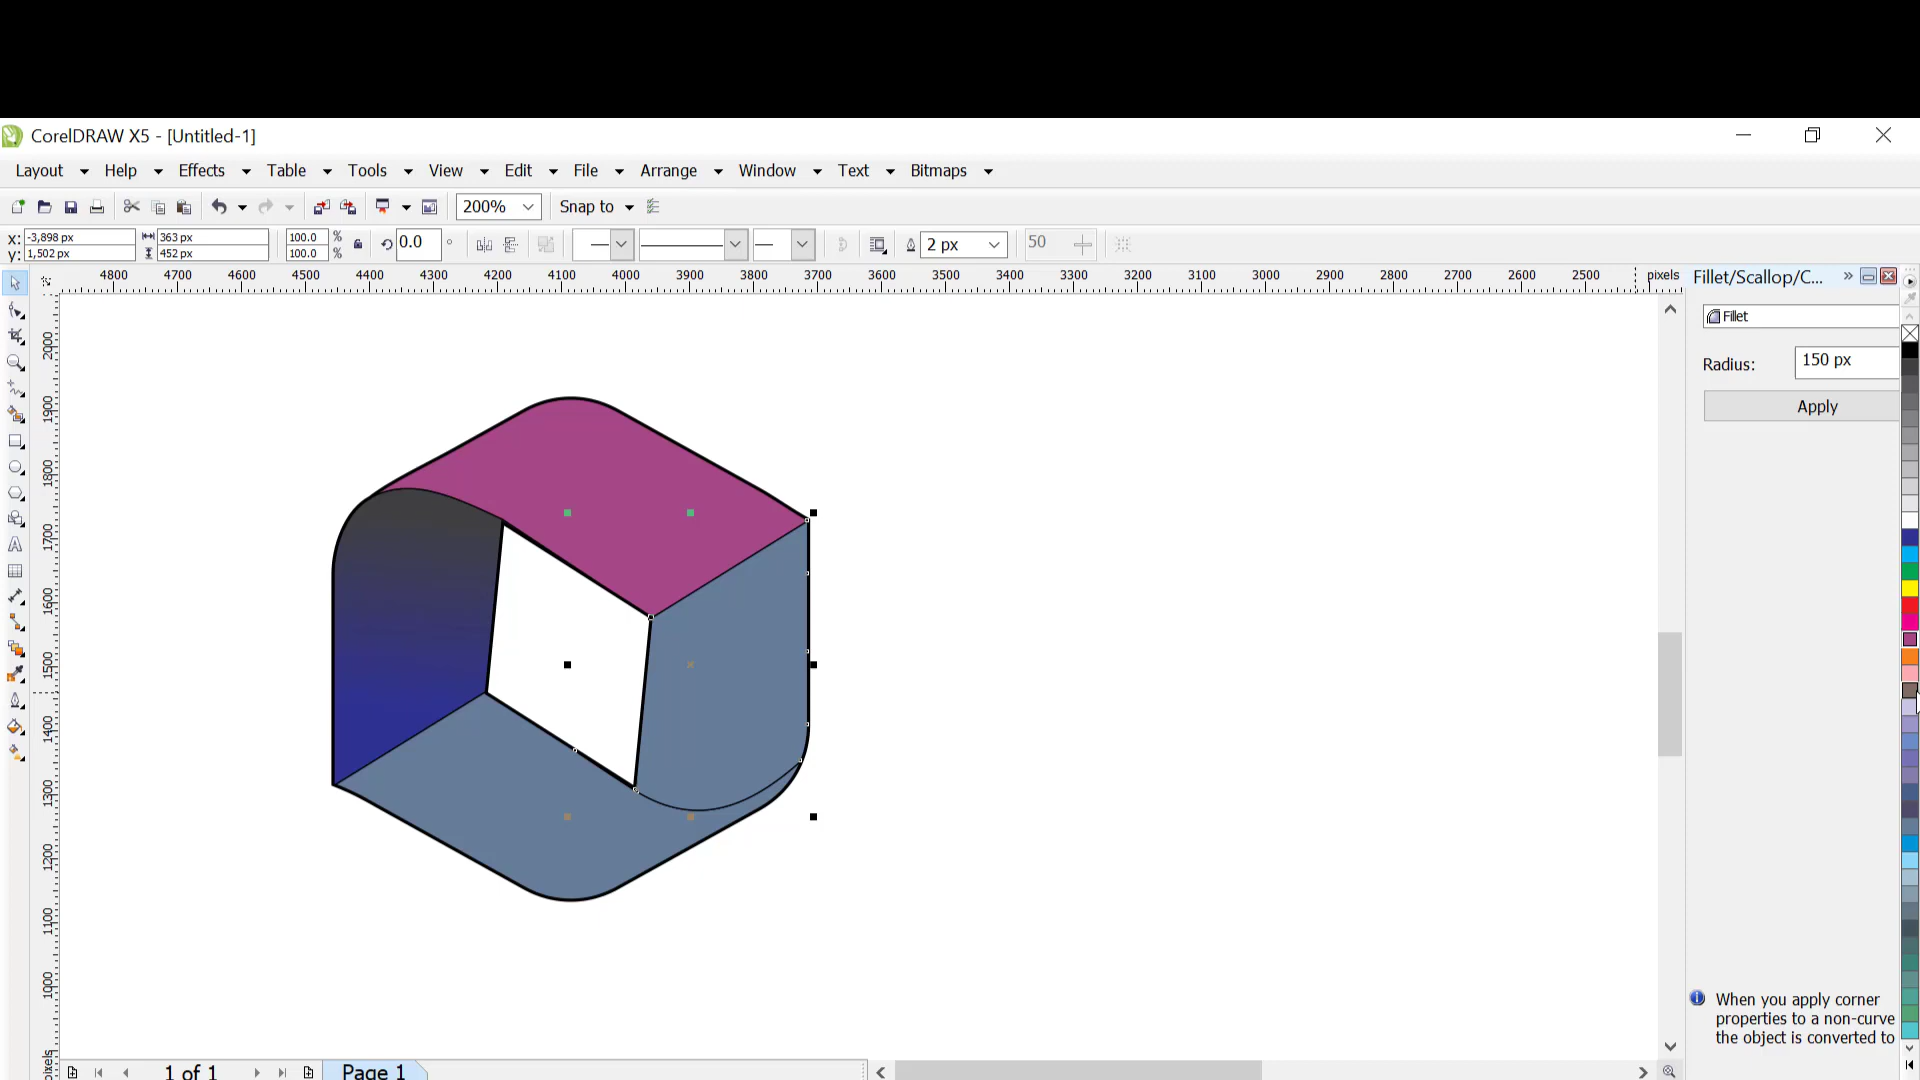 CorelDRAW X5 - [Untitled-1]
Layout Help Effects Table Tools View Edit File Arrange Window Text Bitmaps
200% Snap to
x: -3,898 px 363 px 100.0 % 0.0 ° 2 px 50
y: 1,502 px 452 px 100.0 %
4800 4700 4600 4500 4400 4300 4200 4100 4000 3900 3800 3700 3600 3500 3400 3300 3200 3100 3000 2900 2800 2700 2600 2500 pixels
Fillet/Scallop/C...
Fillet
Radius: 150 px
Apply
2000
1900
1800
1700
1600
1500
1400
1300
1200
1100
1000
pixels
When you apply corner
properties to a non-curve
the object is converted to
1 of 1 Page 1